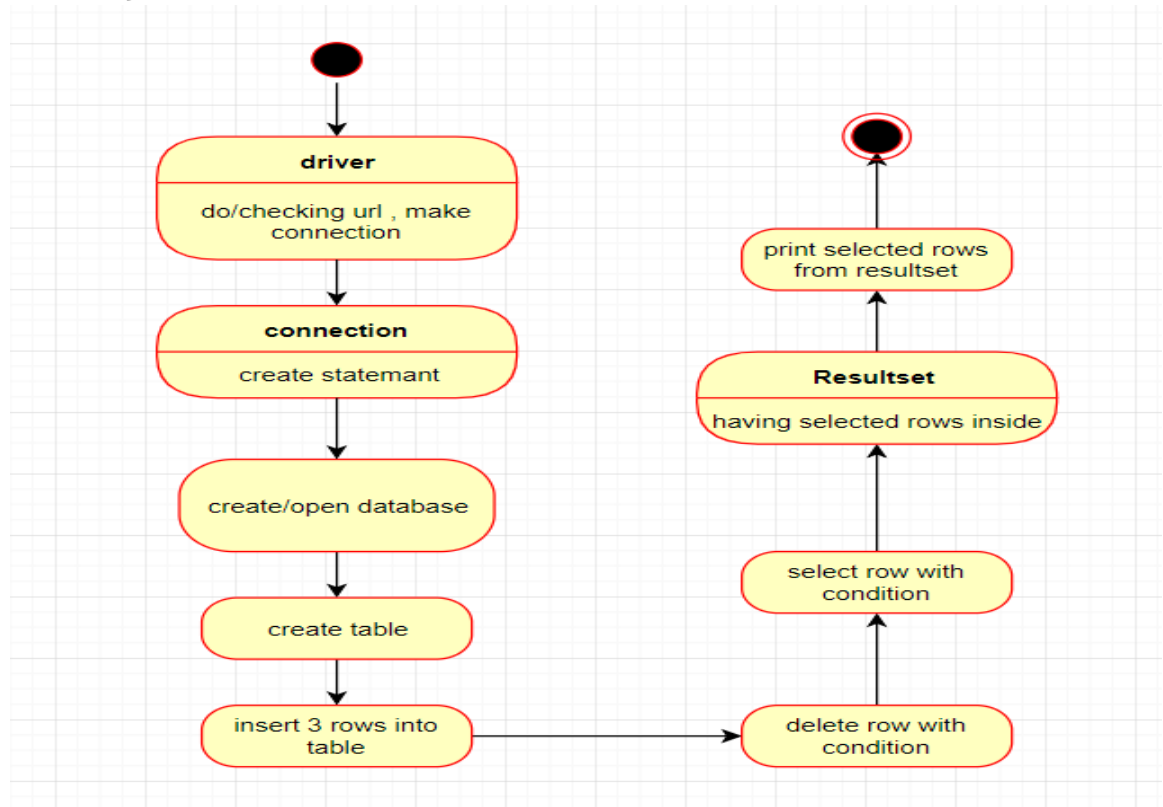 driver
do/checking url , make
connection
connection
create statemant
create/open database
create table
insert 3 rows into
table
delete row with
condition
select row with
condition
Resultset
having selected rows inside
print selected rows
from resultset